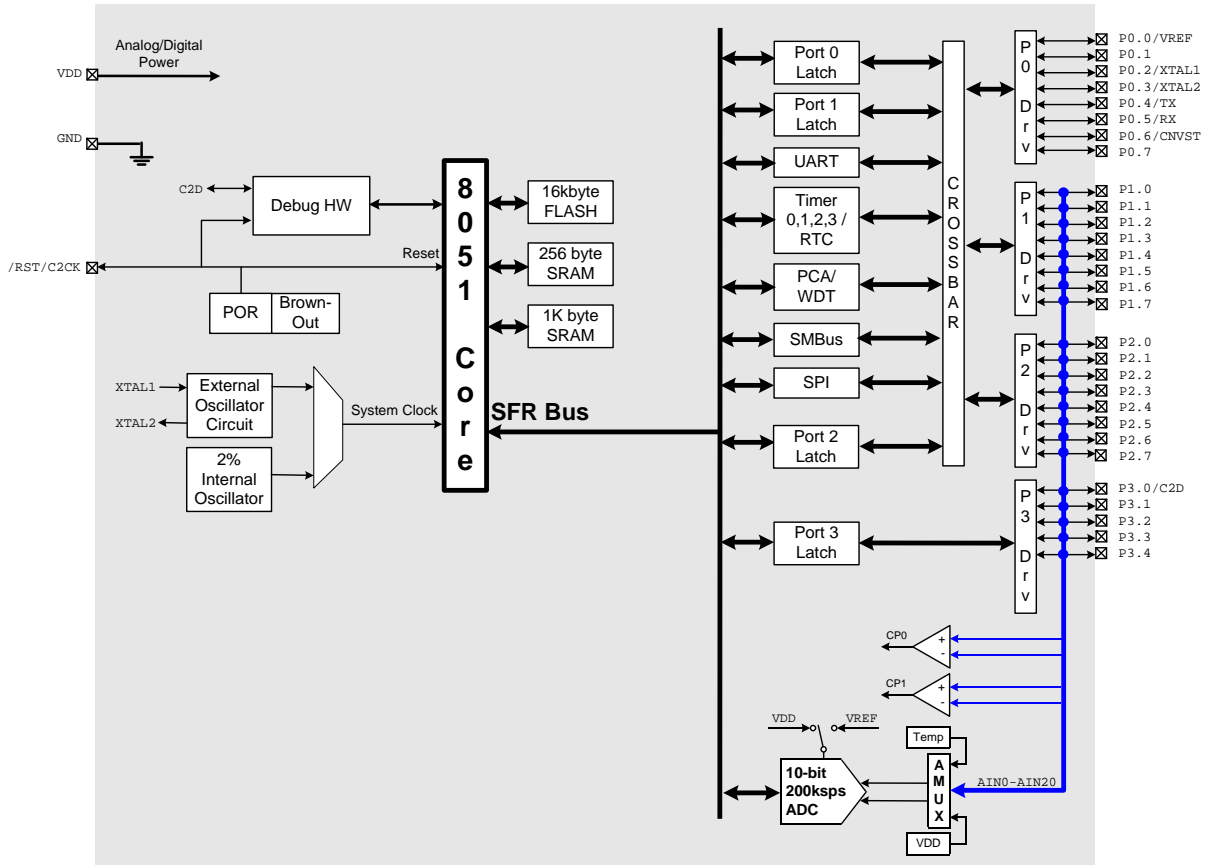 Analog/Digital
Power
VDD
GND
C2D
Debug HW
/RST/C2CK
Reset
POR
Brown-
Out
XTAL1
XTAL2
External
Oscillator
Circuit
2%
Internal
Oscillator
System Clock
8051 Core
16kbyte
FLASH
256 byte
SRAM
1K byte
SRAM
SFR Bus
Port 0
Latch
Port 1
Latch
UART
Timer
0,1,2,3 /
RTC
PCA/
WDT
SMBus
SPI
Port 2
Latch
Port 3
Latch
CROSSBAR
P0 Drv
P0.0/VREF
P0.1
P0.2/XTAL1
P0.3/XTAL2
P0.4/TX
P0.5/RX
P0.6/CNVST
P0.7
P1 Drv
P1.0
P1.1
P1.2
P1.3
P1.4
P1.5
P1.6
P1.7
P2 Drv
P2.0
P2.1
P2.2
P2.3
P2.4
P2.5
P2.6
P2.7
P3 Drv
P3.0/C2D
P3.1
P3.2
P3.3
P3.4
CP0
+
-
CP1
+
-
VDD
VREF
Temp
10-bit
200ksps
ADC
AMUX
AIN0-AIN20
VDD